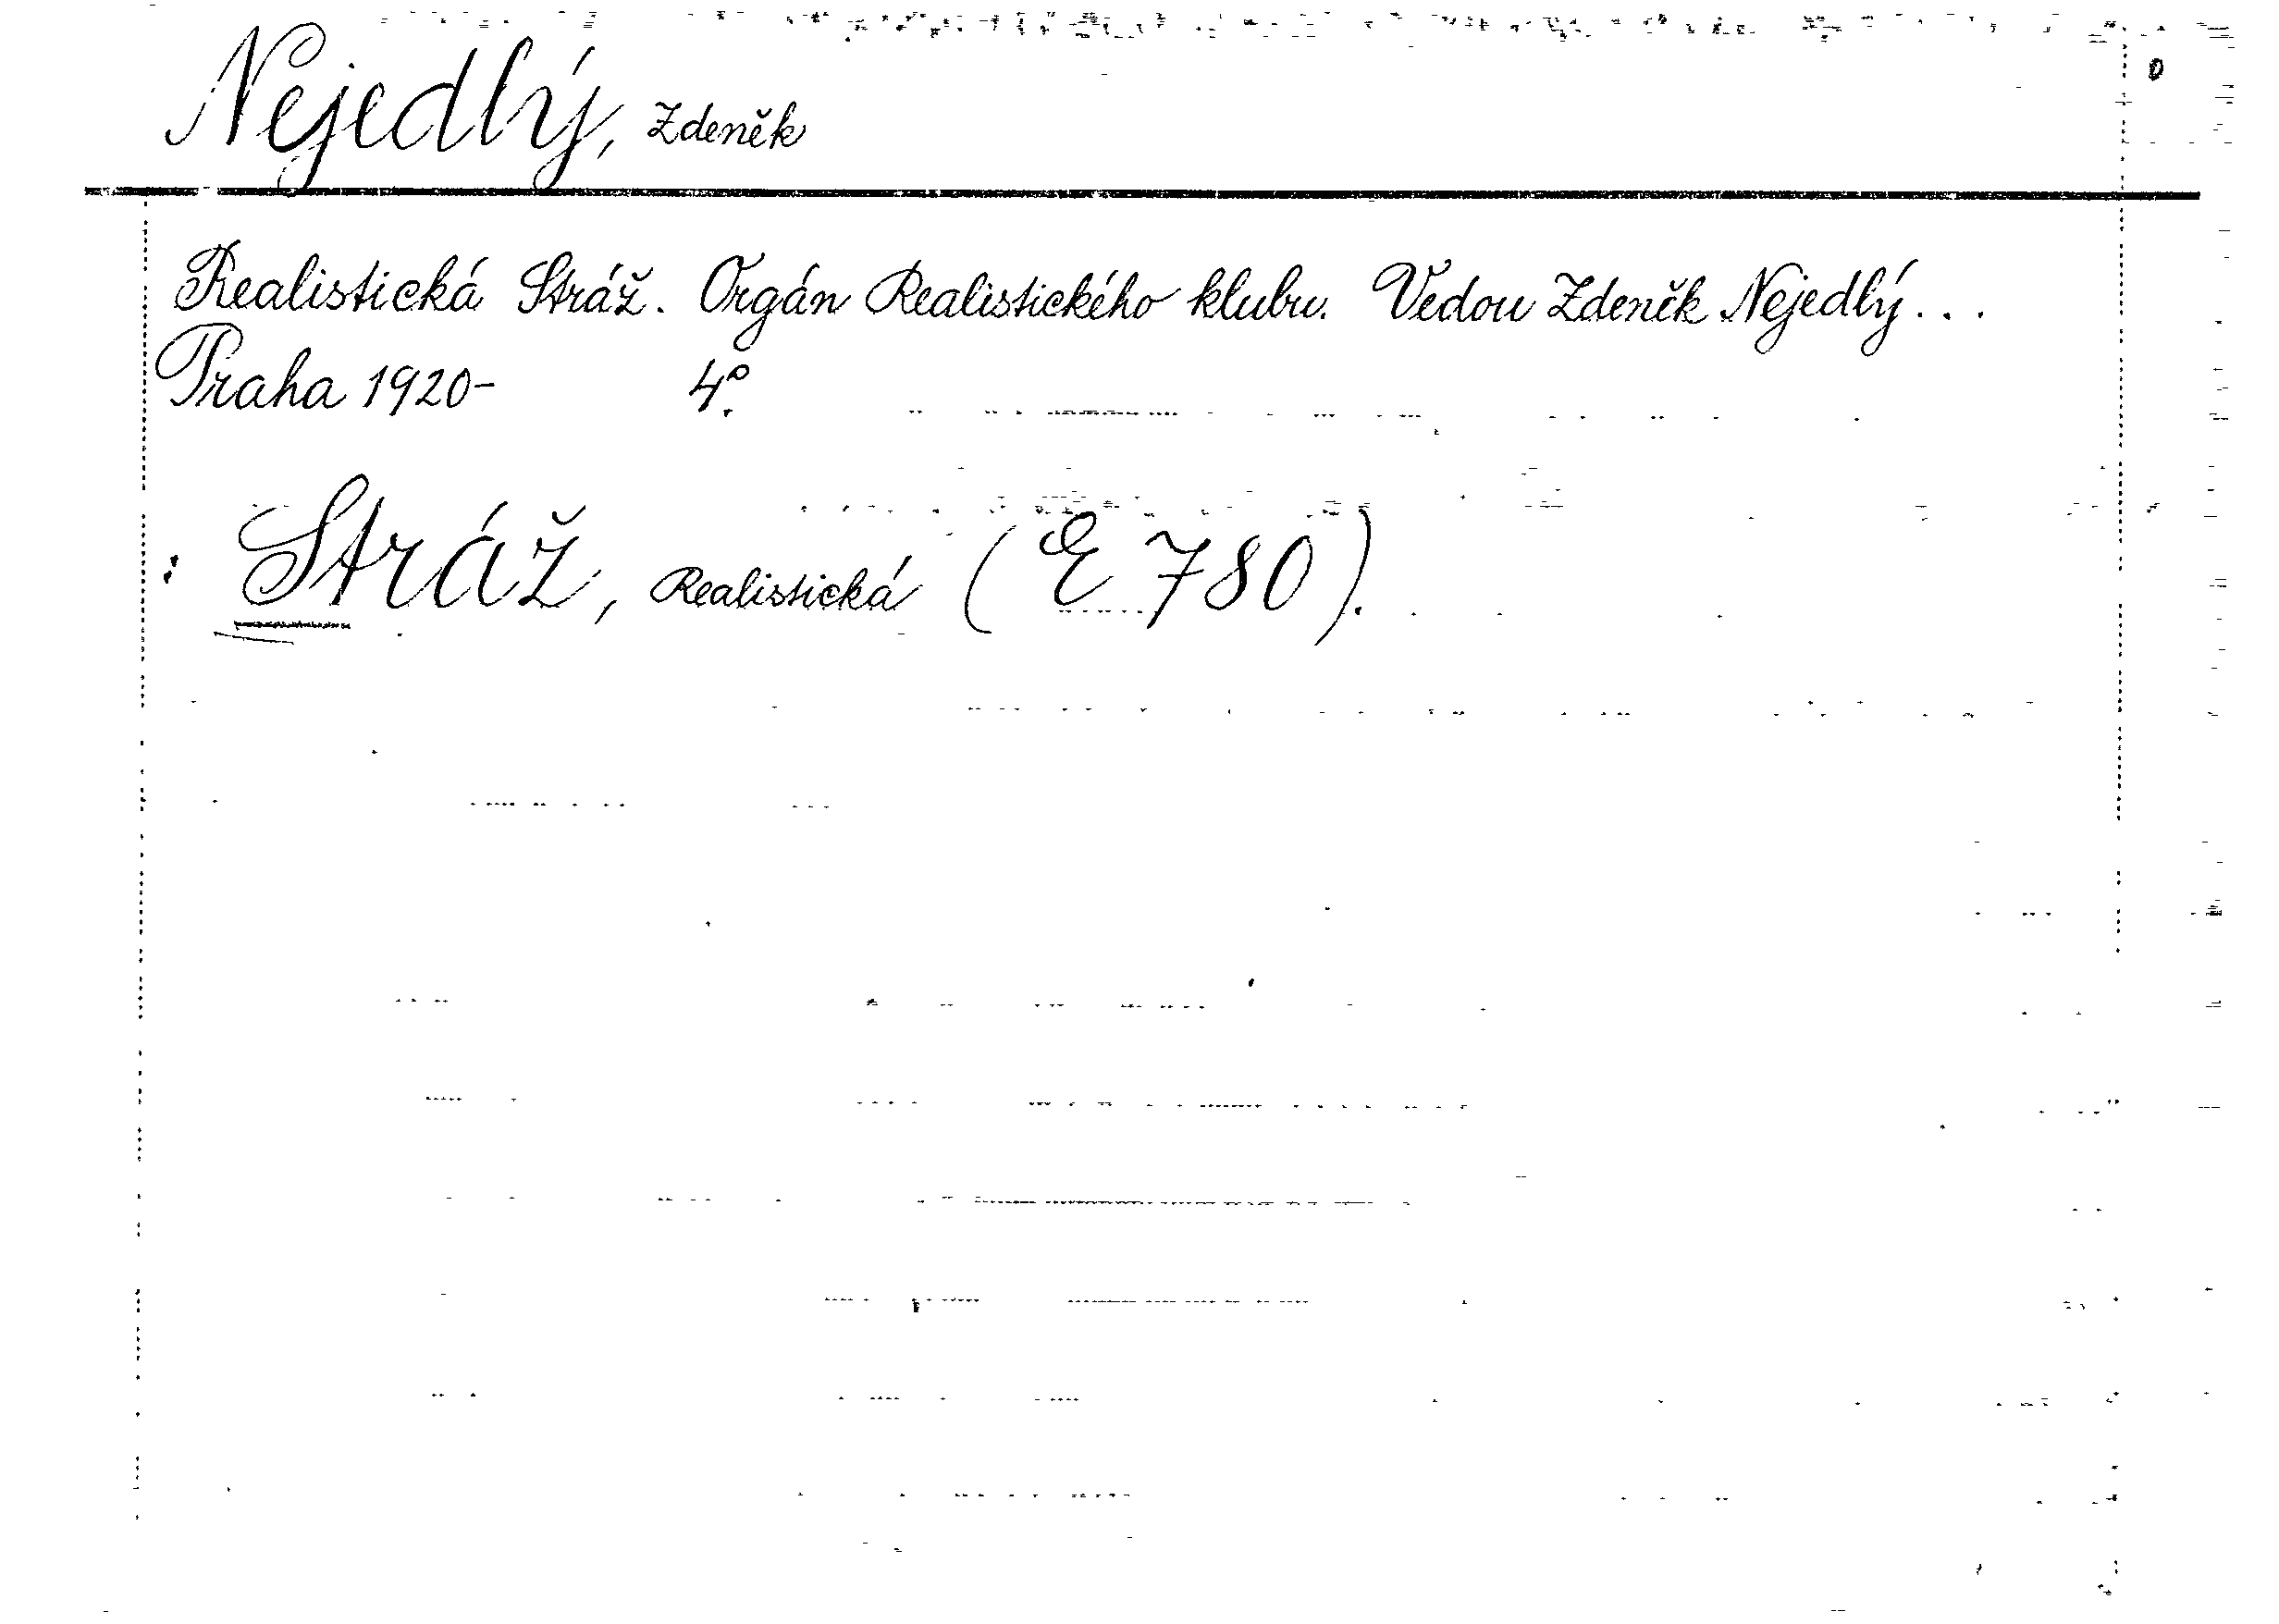 Nejedlý, Zdeněk
Realistická Stráž. Orgán Realistického klubu. Vedou Zdeněk Nejedlý...
Praha 1920- 4°.
: Stráž, Realistická (E 780).